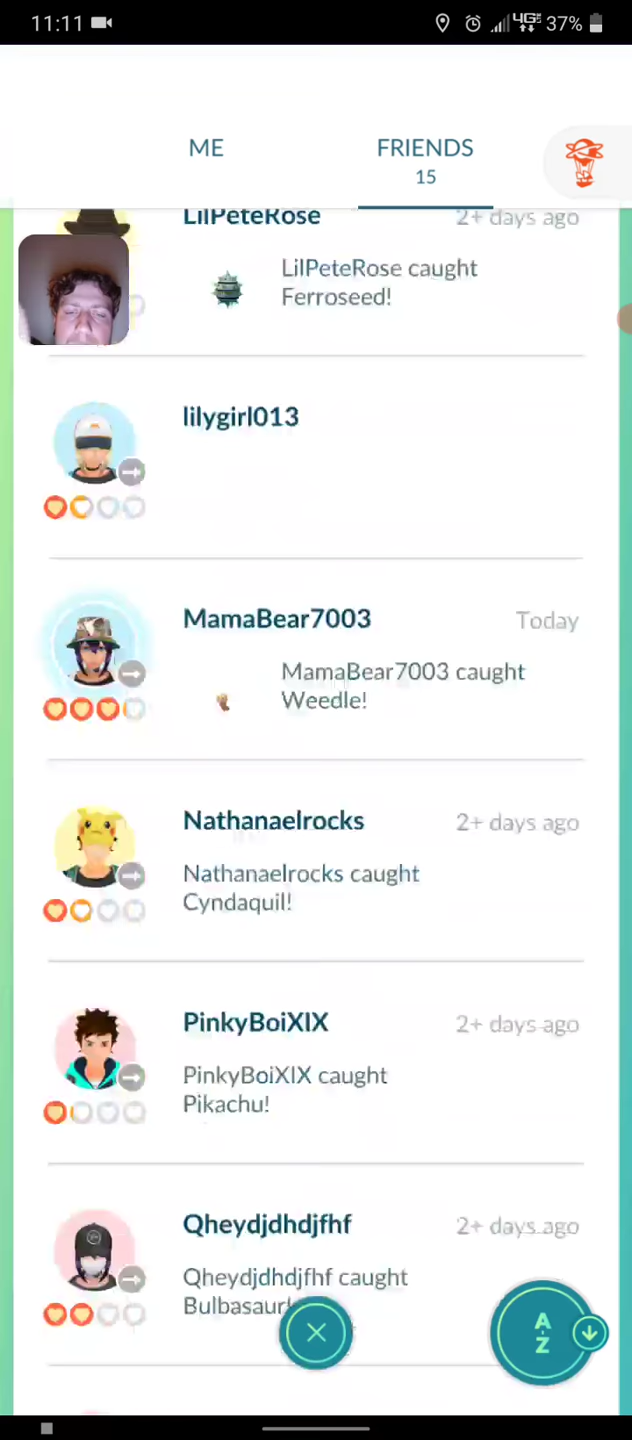 11:11
4GE 37%
ME
FRIENDS
15
LilPeteRose 2+ days ago
LilPeteRose caught
Ferroseed!
lilygirl013
MamaBear7003 Today
MamaBear7003 caught
Weedle!
Nathanaelrocks 2+ days ago
Nathanaelrocks caught
Cyndaquil!
PinkyBoiXIX 2+ days ago
PinkyBoiXIX caught
Pikachu!
Qheydjdhdjfhf 2+ days ago
Qheydjdhdjfhf caught
Bulbasaur!
A
Z